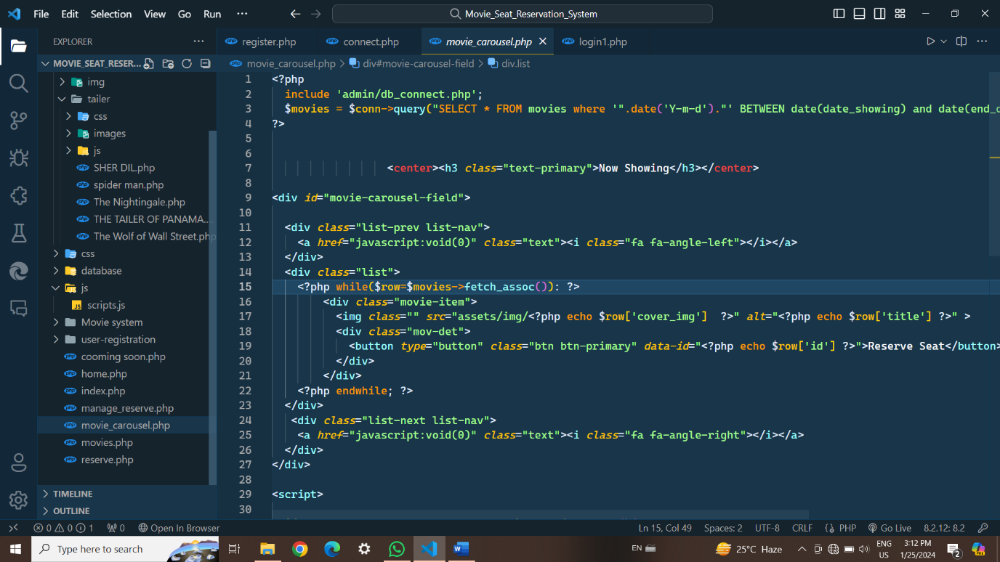 File Edit Selection View Go Run ··· Movie_Seat_Reservation_System
EXPLORER ···
MOVIE_SEAT_RESER...
img
tailer
css
images
js
SHER DIL.php
spider man.php
The Nightingale.php
THE TAILER OF PANAMA...
The Wolf of Wall Street.php
css
database
js
JS scripts.js
Movie system
user-registration
cooming soon.php
home.php
index.php
manage_reserve.php
movie_carousel.php
movies.php
reserve.php
TIMELINE
OUTLINE
register.php connect.php movie_carousel.php login1.php
movie_carousel.php > div#movie-carousel-field > div.list
1 <?php
2 include 'admin/db_connect.php';
3 $movies = $conn->query("SELECT * FROM movies where '".date('Y-m-d')."' BETWEEN date(date_showing) and date(end_d
4 ?>
5
6
7 <center><h3 class="text-primary">Now Showing</h3></center>
8
9 <div id="movie-carousel-field">
10
11 <div class="list-prev list-nav">
12 <a href="javascript:void(0)" class="text"><i class="fa fa-angle-left"></i></a>
13 </div>
14 <div class="list">
15 <?php while($row=$movies->fetch_assoc()): ?>
16 <div class="movie-item">
17 <img class="" src="assets/img/<?php echo $row['cover_img']  ?>" alt="<?php echo $row['title'] ?>" >
18 <div class="mov-det">
19 <button type="button" class="btn btn-primary" data-id="<?php echo $row['id'] ?>">Reserve Seat</button>
20 </div>
21 </div>
22 <?php endwhile; ?>
23 </div>
24 <div class="list-next list-nav">
25 <a href="javascript:void(0)" class="text"><i class="fa fa-angle-right"></i></a>
26 </div>
27 </div>
28
29 <script>
30
0 0 1 0 Open In Browser Ln 15, Col 49 Spaces: 2 UTF-8 CRLF PHP Go Live 8.2.12: 8.2
Type here to search EN 25°C Haze ENG US 3:12 PM 1/25/2024 2 PRE